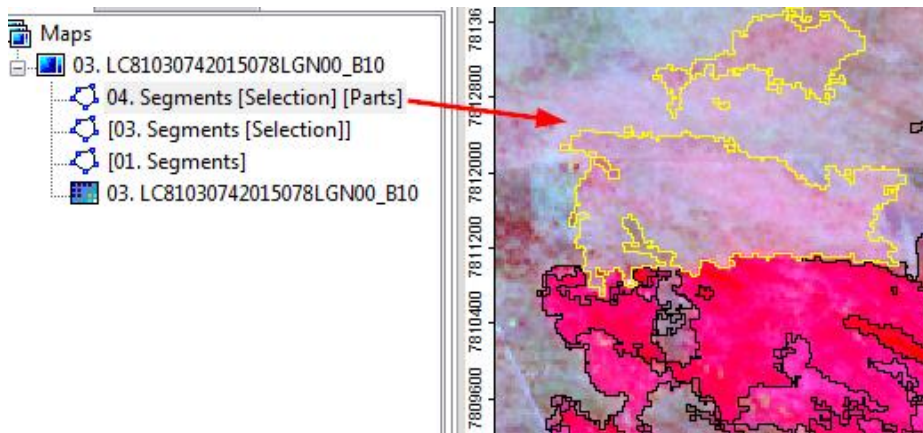 Maps
03. LC81030742015078LGN00_B10
04. Segments [Selection] [Parts]
[03. Segments [Selection]]
[01. Segments]
03. LC81030742015078LGN00_B10
7812800
7812000
7811200
7810400
7809600